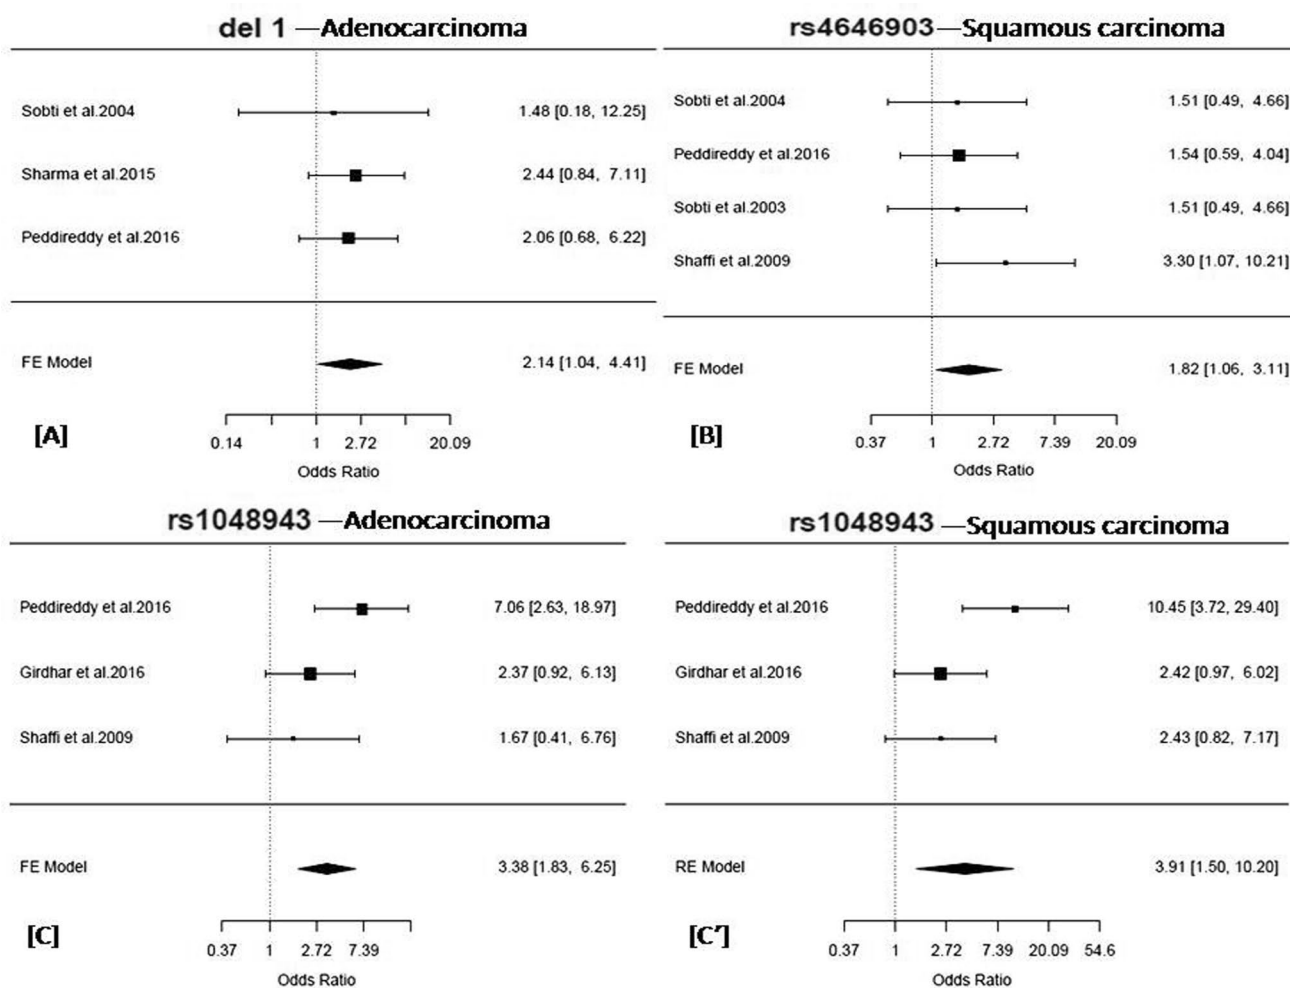 del 1 —Adenocarcinoma
Sobti et al.2004 1.48 [0.18, 12.25]
Sharma et al.2015 2.44 [0.84, 7.11]
Peddireddy et al.2016 2.06 [0.68, 6.22]
FE Model 2.14 [1.04, 4.41]
[A]
0.14 1 2.72 20.09
Odds Ratio
rs4646903—Squamous carcinoma
Sobti et al.2004 1.51 [0.49, 4.66]
Peddireddy et al.2016 1.54 [0.59, 4.04]
Sobti et al.2003 1.51 [0.49, 4.66]
Shaffi et al.2009 3.30 [1.07, 10.21]
FE Model 1.82 [1.06, 3.11]
[B]
0.37 1 2.72 7.39 20.09
Odds Ratio
rs1048943 —Adenocarcinoma
Peddireddy et al.2016 7.06 [2.63, 18.97]
Girdhar et al.2016 2.37 [0.92, 6.13]
Shaffi et al.2009 1.67 [0.41, 6.76]
FE Model 3.38 [1.83, 6.25]
[C]
0.37 1 2.72 7.39
Odds Ratio
rs1048943 —Squamous carcinoma
Peddireddy et al.2016 10.45 [3.72, 29.40]
Girdhar et al.2016 2.42 [0.97, 6.02]
Shaffi et al.2009 2.43 [0.82, 7.17]
RE Model 3.91 [1.50, 10.20]
[C’]
0.37 1 2.72 7.39 20.09 54.6
Odds Ratio